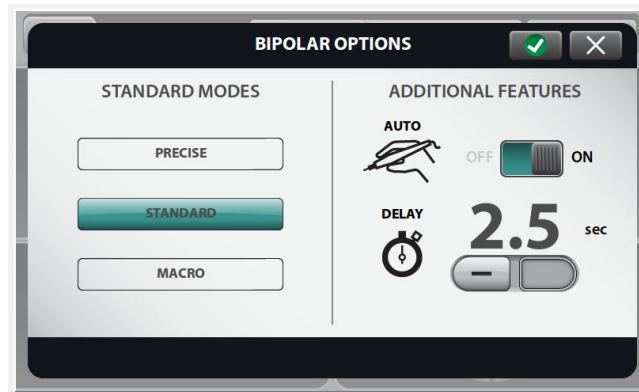 BIPOLAR OPTIONS
STANDARD MODES
PRECISE
STANDARD
MACRO
ADDITIONAL FEATURES
AUTO
OFF ON
DELAY
2.5 sec